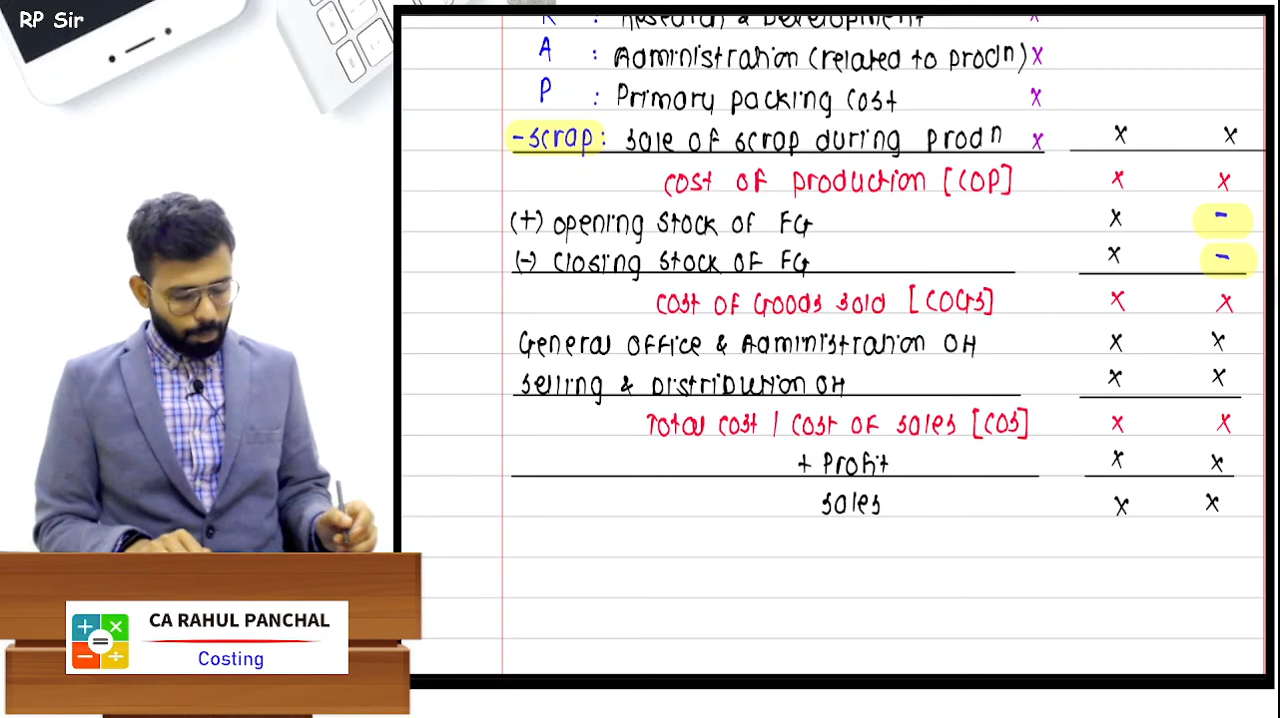 RP Sir
R : Research & Development x
A : Administration (related to prodn) x
P : Primary packing cost x
-scrap : sale of scrap during prodn x x x
cost of production [COP] x x
(+) opening stock of FG x -
(-) closing stock of FG x -
cost of Goods sold [COGS] x x
General office & Administration OH x x
Selling & Distribution OH x x
Total cost / cost of sales [COS] x x
+ Profit x x
sales x x
CA RAHUL PANCHAL
Costing